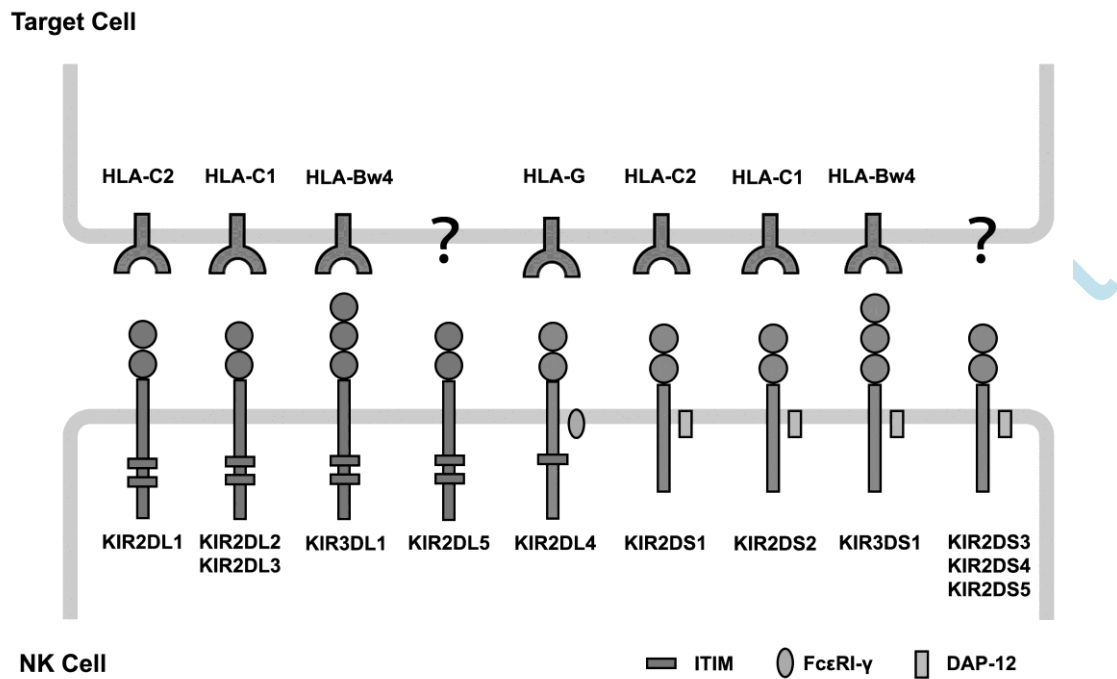 Target Cell
HLA-C2 HLA-C1 HLA-Bw4 HLA-G HLA-C2 HLA-C1 HLA-Bw4
? ?
KIR2DL1 KIR2DL2 KIR3DL1 KIR2DL5 KIR2DL4 KIR2DS1 KIR2DS2 KIR3DS1 KIR2DS3
KIR2DL3 KIR2DS4
KIR2DS5
NK Cell ITIM FcεRI-γ DAP-12